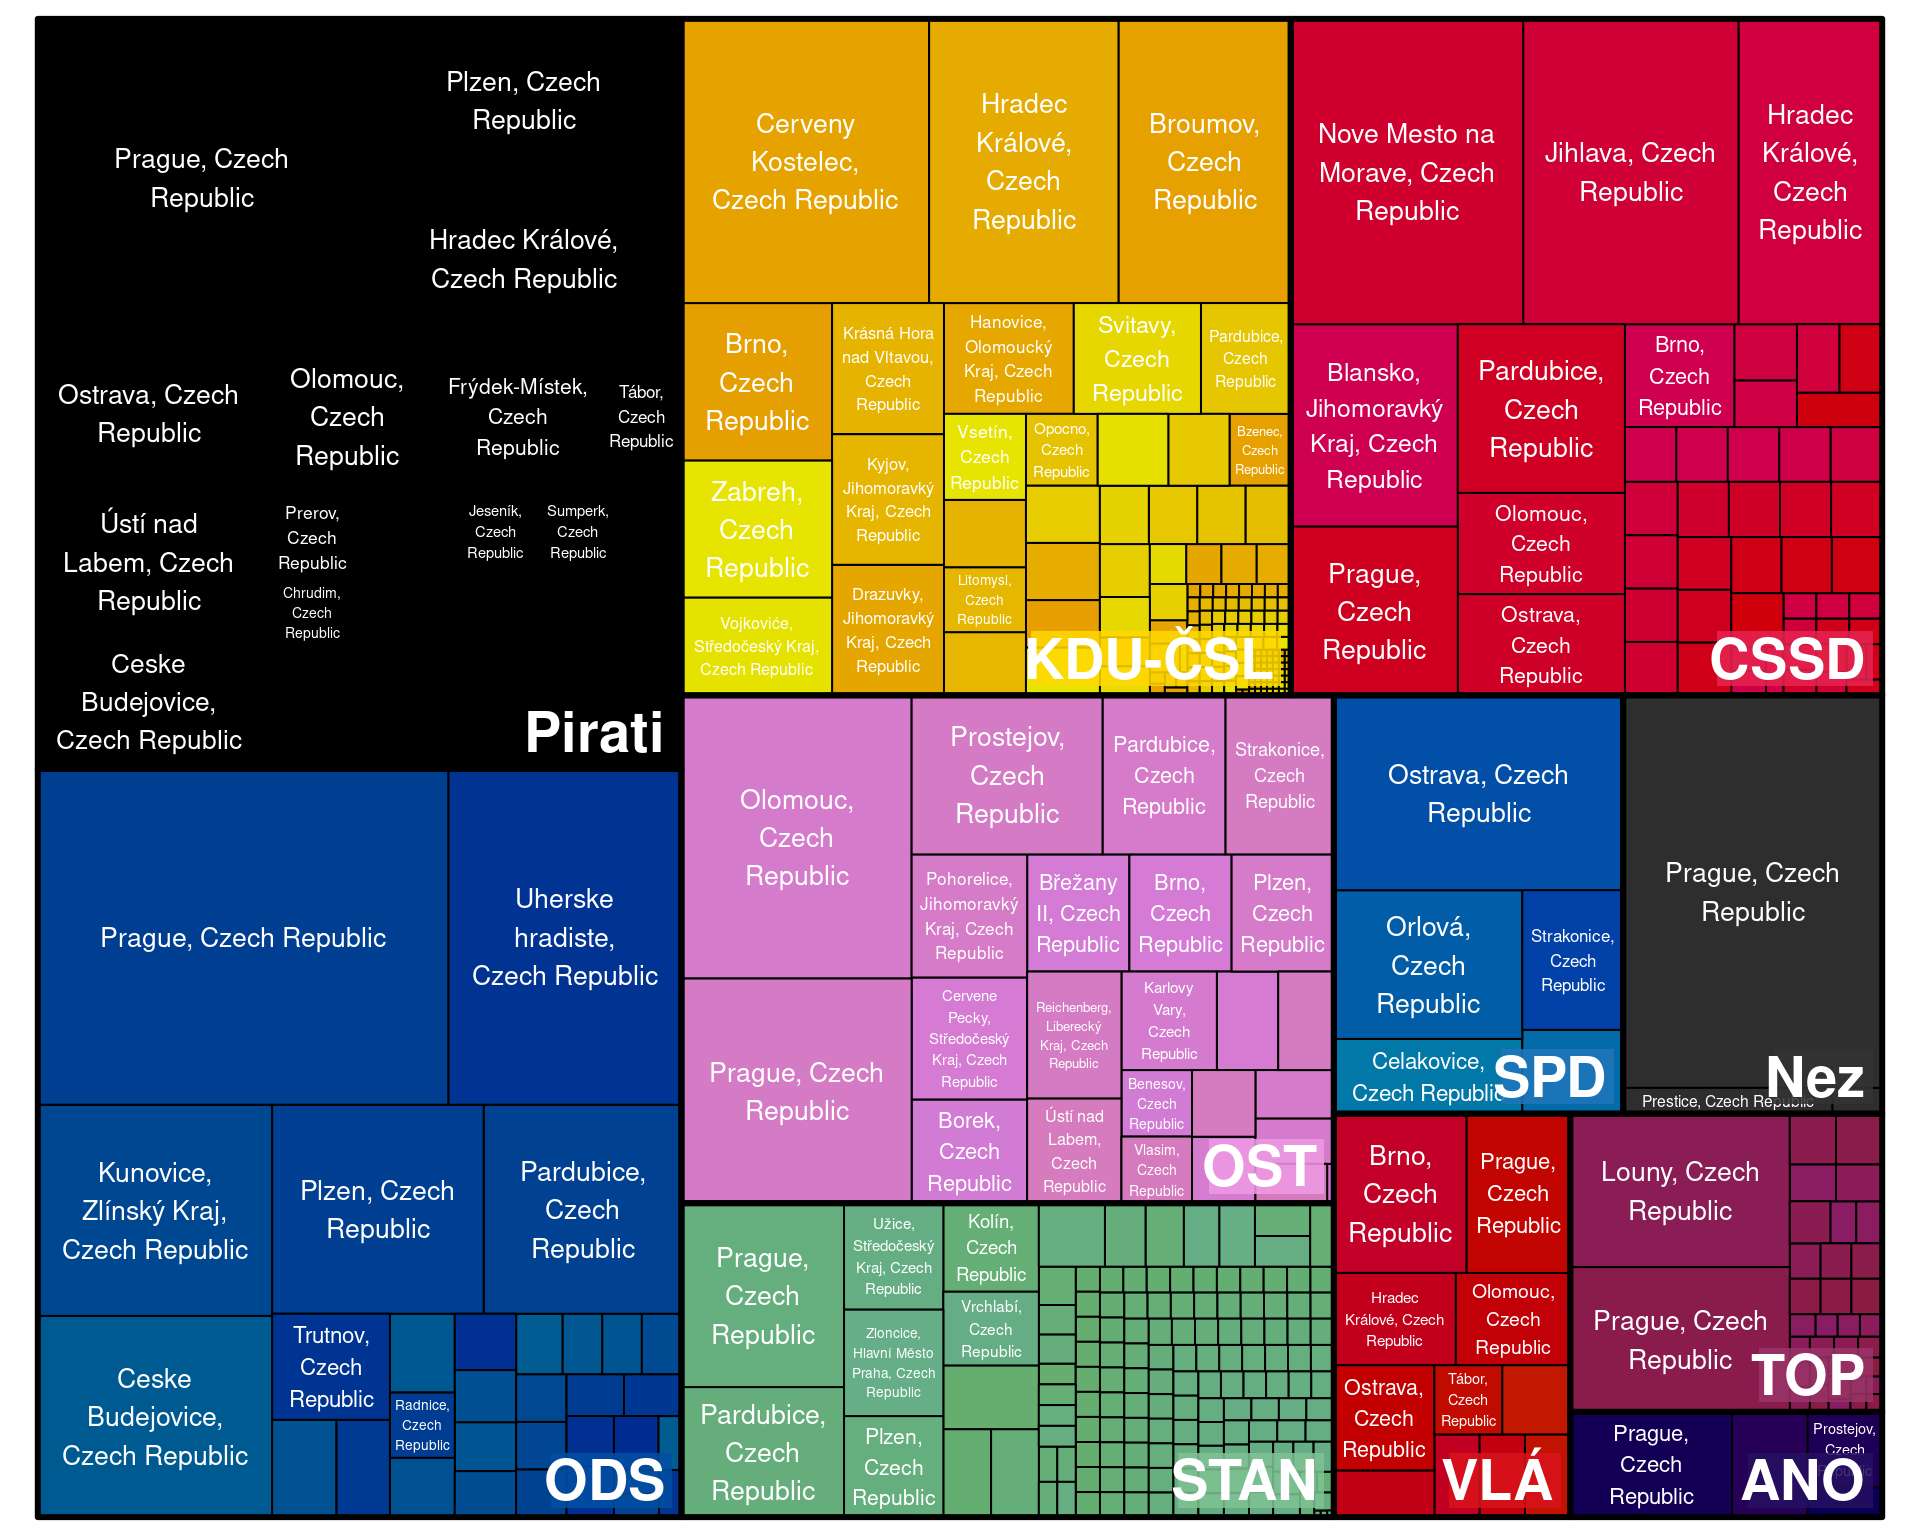 Prague, Czech
Republic
Plzen, Czech
Republic
Hradec Králové,
Czech Republic
Ostrava, Czech
Republic
Olomouc,
Czech
Republic
Frýdek-Místek,
Czech
Republic
Tábor,
Czech
Republic
Ústí nad
Labem, Czech
Republic
Prerov,
Czech
Republic
Jeseník,
Czech
Republic
Sumperk,
Czech
Republic
Chrudim,
Czech
Republic
Ceske
Budejovice,
Czech Republic
Pirati
Cerveny
Kostelec,
Czech Republic
Hradec
Králové,
Czech
Republic
Broumov,
Czech
Republic
Brno,
Czech
Republic
Krásná Hora
nad Vltavou,
Czech
Republic
Hanovice,
Olomoucký
Kraj, Czech
Republic
Svitavy,
Czech
Republic
Pardubice,
Czech
Republic
Zabreh,
Czech
Republic
Kyjov,
Jihomoravký
Kraj, Czech
Republic
Vsetín,
Czech
Republic
Opocno,
Czech
Republic
Bzenec,
Czech
Republic
Vojkoviće,
Středočeský Kraj,
Czech Republic
Drazuvky,
Jihomoravký
Kraj, Czech
Republic
Litomysl,
Czech
Republic
KDU-ČSL
Nove Mesto na
Morave, Czech
Republic
Jihlava, Czech
Republic
Hradec
Králové,
Czech
Republic
Blansko,
Jihomoravký
Kraj, Czech
Republic
Pardubice,
Czech
Republic
Brno,
Czech
Republic
Prague,
Czech
Republic
Olomouc,
Czech
Republic
Ostrava,
Czech
Republic
CSSD
Prague, Czech Republic
Uherske
hradiste,
Czech Republic
Kunovice,
Zlínský Kraj,
Czech Republic
Plzen, Czech
Republic
Pardubice,
Czech
Republic
Ceske
Budejovice,
Czech Republic
Trutnov,
Czech
Republic
Radnice,
Czech
Republic
ODS
Olomouc,
Czech
Republic
Prostejov,
Czech
Republic
Pardubice,
Czech
Republic
Strakonice,
Czech
Republic
Pohorelice,
Jihomoravký
Kraj, Czech
Republic
Břežany
II, Czech
Republic
Brno,
Czech
Republic
Plzen,
Czech
Republic
Prague, Czech
Republic
Cervene
Pecky,
Středočeský
Kraj, Czech
Republic
Reichenberg,
Liberecký
Kraj, Czech
Republic
Karlovy
Vary,
Czech
Republic
Borek,
Czech
Republic
Ústí nad
Labem,
Czech
Republic
Benesov,
Czech
Republic
Vlasim,
Czech
Republic
OST
Prague,
Czech
Republic
Užice,
Středočeský
Kraj, Czech
Republic
Kolín,
Czech
Republic
Zloncice,
Hlavní Město
Praha, Czech
Republic
Vrchlabí,
Czech
Republic
Pardubice,
Czech
Republic
Plzen,
Czech
Republic
STAN
Ostrava, Czech
Republic
Orlová,
Czech
Republic
Strakonice,
Czech
Republic
Celakovice,
Czech Republic
SPD
Prague, Czech
Republic
Prestice, Czech Republic
Nez
Brno,
Czech
Republic
Prague,
Czech
Republic
Hradec
Králové, Czech
Republic
Olomouc,
Czech
Republic
Ostrava,
Czech
Republic
Tábor,
Czech
Republic
VLÁ
Louny, Czech
Republic
Prague, Czech
Republic
TOP
Prague,
Czech
Republic
Prostejov,
Czech
ANO